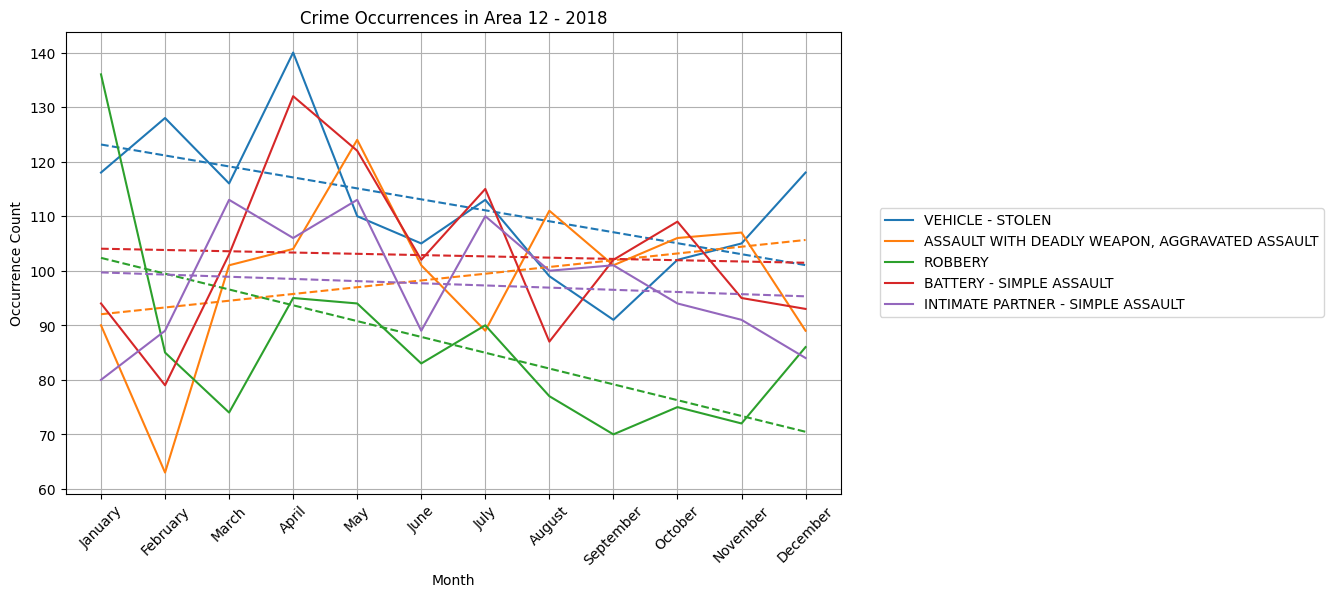 Crime Occurrences in Area 12 - 2018
Occurrence Count
140
130
120
110
100
90
80
70
60
January
February
March
April
May
June
July
August
September
October
November
December
Month
VEHICLE - STOLEN
ASSAULT WITH DEADLY WEAPON, AGGRAVATED ASSAULT
ROBBERY
BATTERY - SIMPLE ASSAULT
INTIMATE PARTNER - SIMPLE ASSAULT